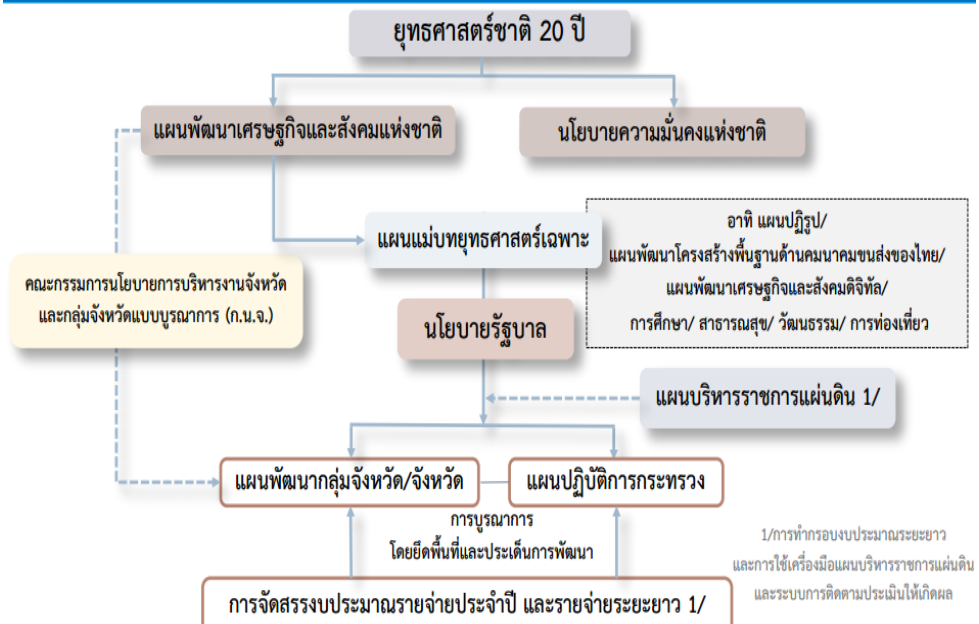 ยุทธศาสตร์ชาติ 20 ปี
แผนพัฒนาเศรษฐกิจและสังคมแห่งชาติ
นโยบายความมั่นคงแห่งชาติ
แผนแม่บทยุทธศาสตร์เฉพาะ
อาทิ แผนปฏิรูป/
แผนพัฒนาโครงสร้างพื้นฐานด้านคมนาคมขนส่งของไทย/
แผนพัฒนาเศรษฐกิจและสังคมดิจิทัล/
การศึกษา/ สาธารณสุข/ วัฒนธรรม/ การท่องเที่ยว
คณะกรรมการนโยบายการบริหารงานจังหวัด
และกลุ่มจังหวัดแบบบูรณาการ (ก.น.จ.)
นโยบายรัฐบาล
แผนบริหารราชการแผ่นดิน 1/
แผนพัฒนากลุ่มจังหวัด/จังหวัด
แผนปฏิบัติการกระทรวง
การบูรณาการ
โดยยึดพื้นที่และประเด็นการพัฒนา
1/การทำกรอบงบประมาณระยะยาว
และการใช้เครื่องมือแผนบริหารราชการแผ่นดิน
และระบบการติดตามประเมินให้เกิดผล
การจัดสรรงบประมาณรายจ่ายประจำปี และรายจ่ายระยะยาว 1/